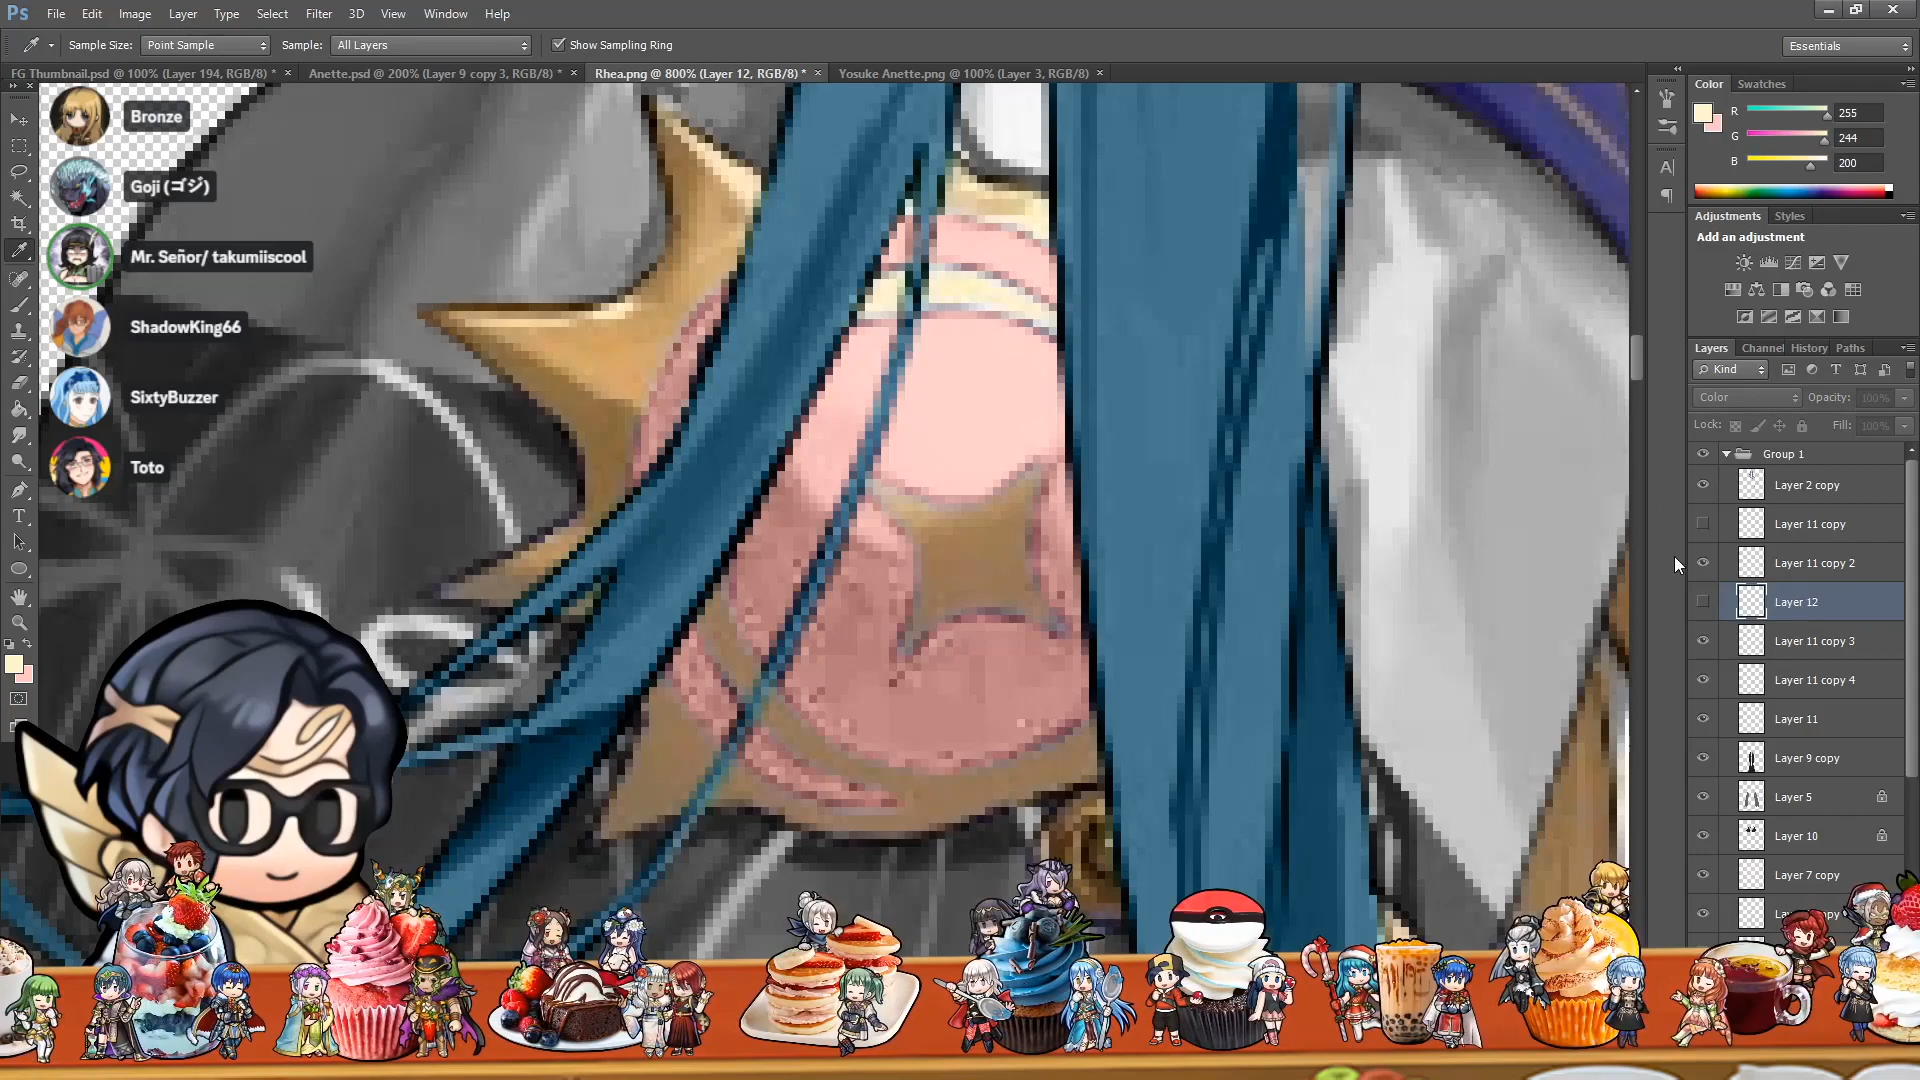 Ps File Edit Image Layer Type Select Filter 3D View Window Help
Sample Size: Point Sample Sample: All Layers Show Sampling Ring Essentials
FG Thumbnail.psd @ 100% (Layer 194, RGB/8) * × Anette.psd @ 200% (Layer 9 copy 3, RGB/8) * × Rhea.png @ 800% (Layer 12, RGB/8) * × Yosuke Anette.png @ 100% (Layer 3, RGB/8) ×
Bronze
Goji (ゴジ)
Mr. Señor/ takumiiscool
ShadowKing66
SixtyBuzzer
Toto
Color Swatches
R 255
G 244
B 200
Adjustments Styles
Add an adjustment
Layers Channel History Paths
Kind
Color Opacity: 100%
Lock: Fill: 100%
Group 1
Layer 2 copy
Layer 11 copy
Layer 11 copy 2
Layer 12
Layer 11 copy 3
Layer 11 copy 4
Layer 11
Layer 9 copy
Layer 5
Layer 10
Layer 7 copy